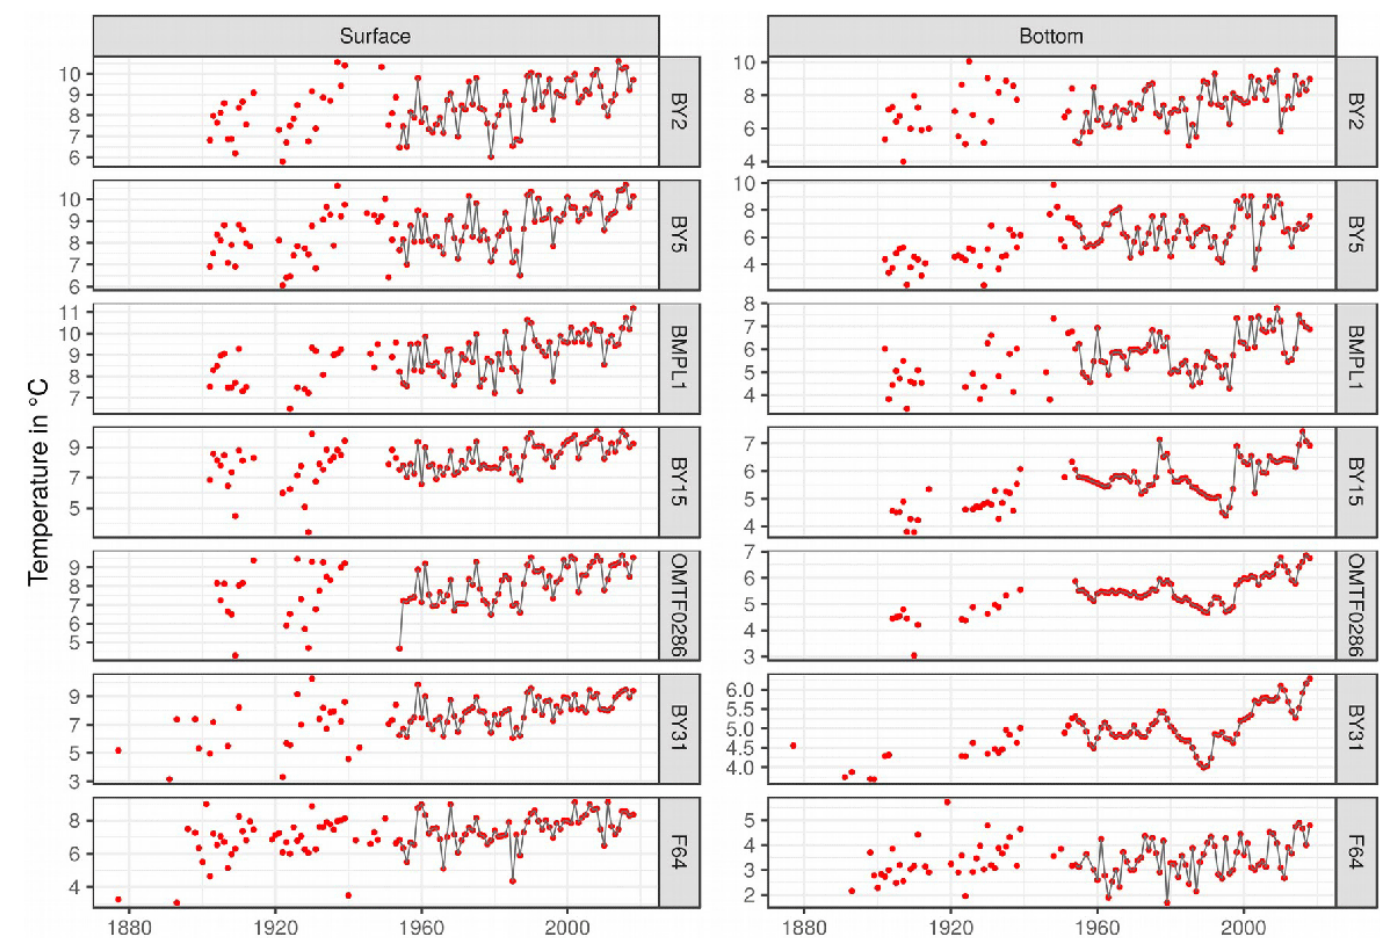 Surface Bottom
Temperature in °C
10 9 8 7 6 BY2 10 8 6 4 BY2
10 9 8 7 6 BY5 10 8 6 4 BY5
11 10 9 8 7 BMPL1 8 7 6 5 4 BMPL1
9 7 5 BY15 7 6 5 4 BY15
9 8 7 6 5 OMTF0286 7 6 5 4 3 OMTF0286
9 7 5 3 BY31 6.0 5.5 5.0 4.5 4.0 BY31
8 6 4 F64 5 4 3 2 F64
1880 1920 1960 2000 1880 1920 1960 2000